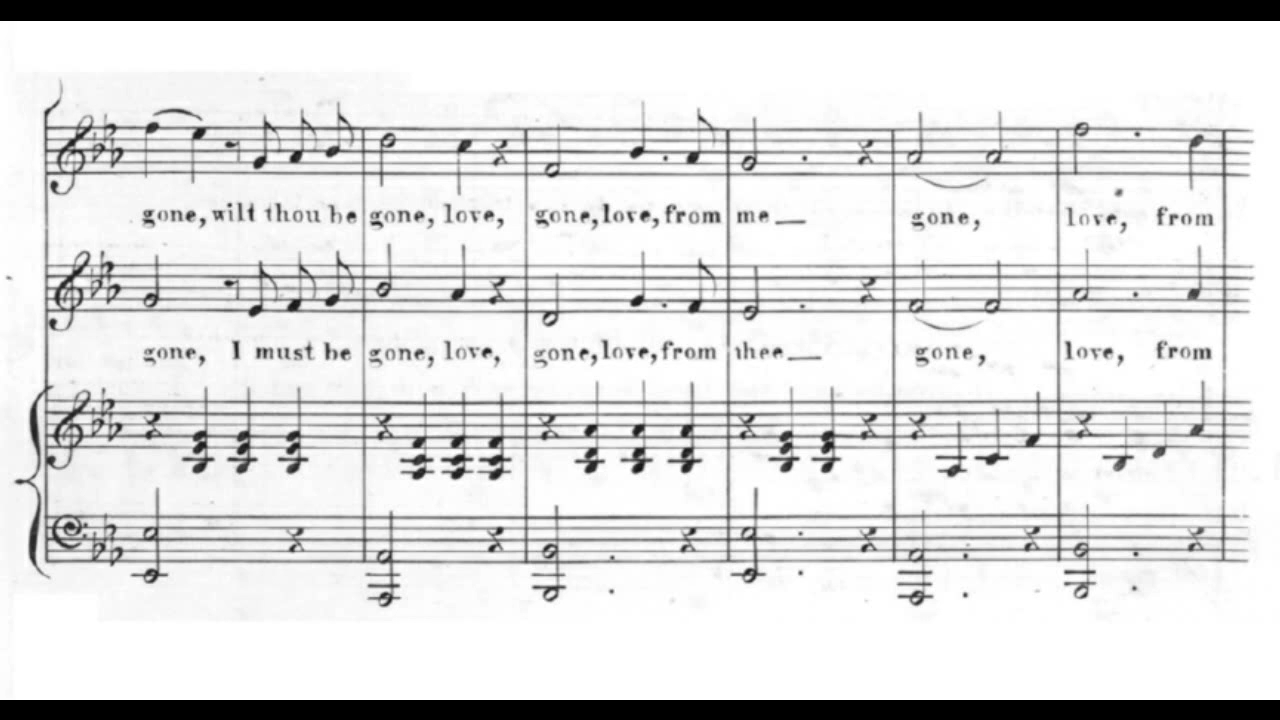 gone, wilt thou be gone, love, gone, love, from me gone, love, from
gone, I must be gone, love, gone, love, from thee gone, love, from